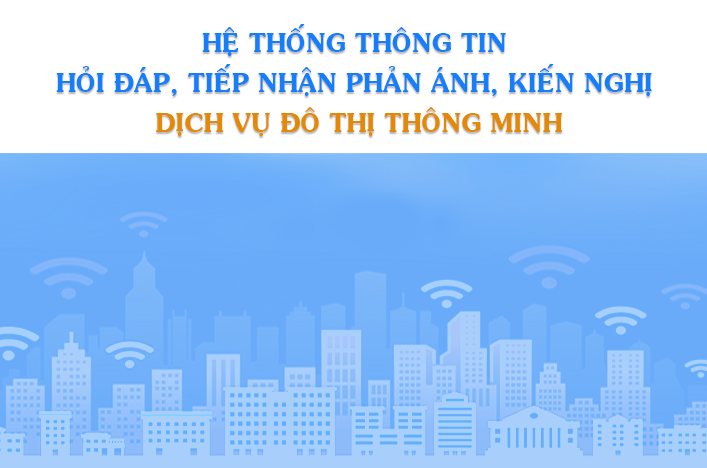 HỆ THỐNG THÔNG TIN
HỎI ĐÁP, TIẾP NHẬN PHẢN ÁNH, KIẾN NGHỊ
DỊCH VỤ ĐÔ THỊ THÔNG MINH